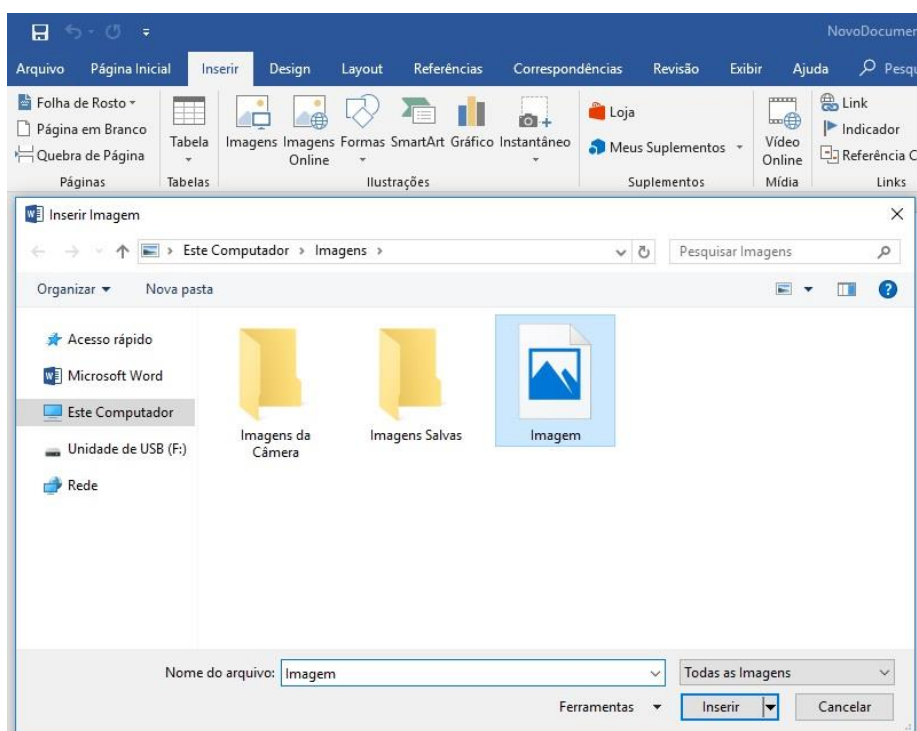 NovoDocumen
Arquivo Página Inicial Inserir Design Layout Referências Correspondências Revisão Exibir Ajuda Pesqu
Folha de Rosto
Página em Branco
Quebra de Página
Páginas
Tabela
Tabelas
Imagens
Imagens Online
Formas
SmartArt
Gráfico
Instantâneo
Ilustrações
Loja
Meus Suplementos
Suplementos
Vídeo
Online
Mídia
Link
Indicador
Referência C
Links
Inserir Imagem
Este Computador > Imagens >
Pesquisar Imagens
Organizar
Nova pasta
Acesso rápido
Microsoft Word
Este Computador
Unidade de USB (F:)
Rede
Imagens da
Câmera
Imagens Salvas
Imagem
Nome do arquivo: Imagem
Todas as Imagens
Ferramentas
Inserir
Cancelar